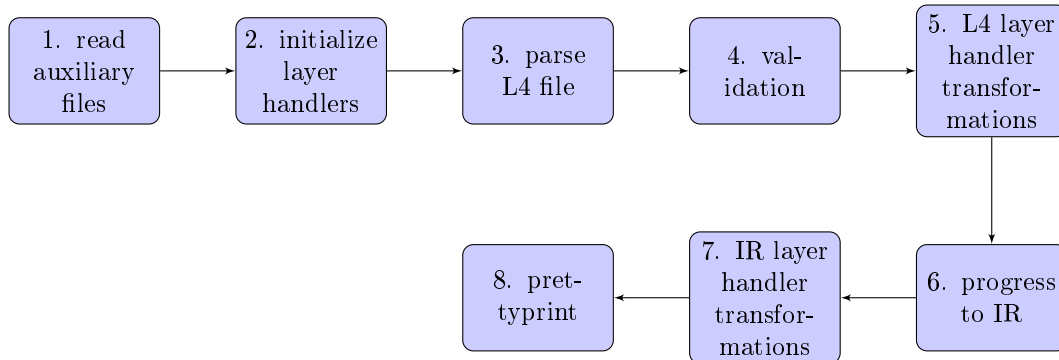 1. read
auxiliary
files
2. initialize
layer
handlers
3. parse
L4 file
4. val-
idation
5. L4 layer
handler
transfor-
mations
6. progress
to IR
7. IR layer
handler
transfor-
mations
8. pret-
typrint